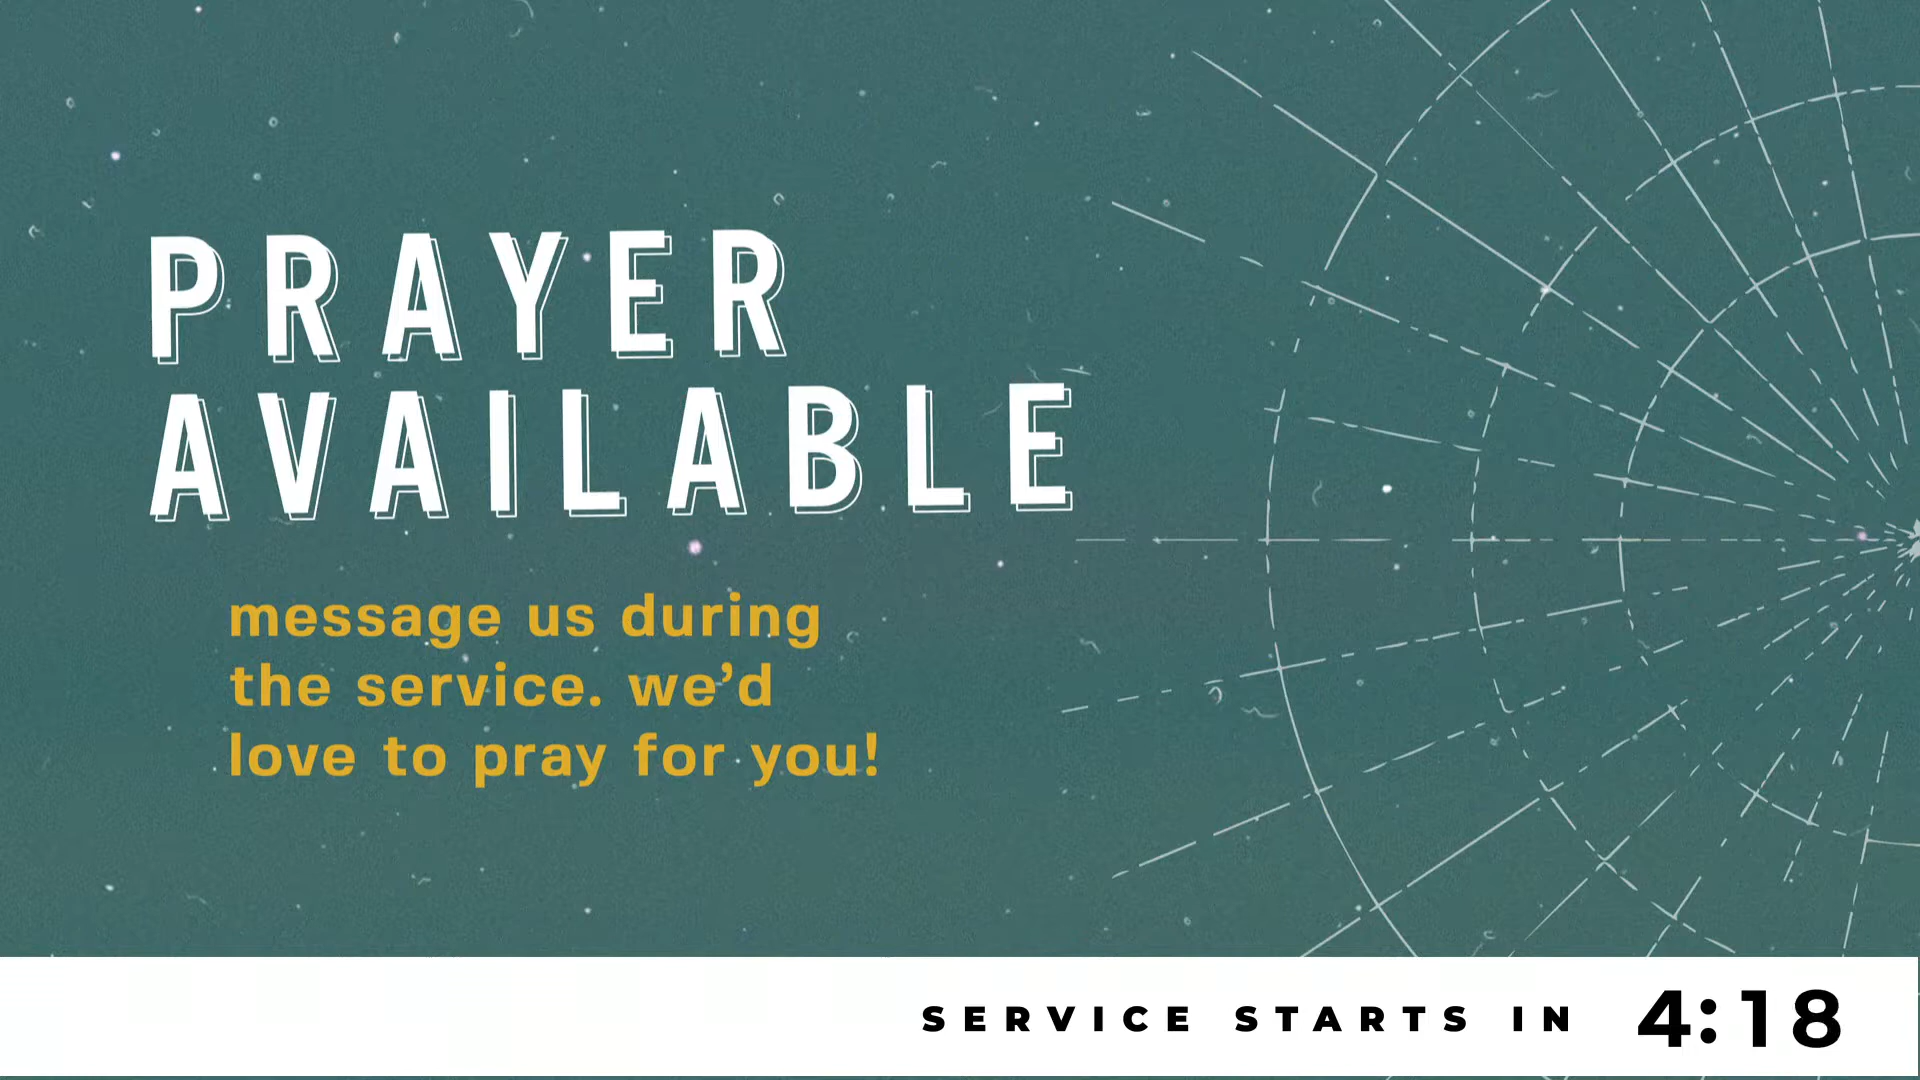 PRAYER
AVAILABLE
message us during
the service. we’d
love to pray for you!
SERVICE STARTS IN 4:18